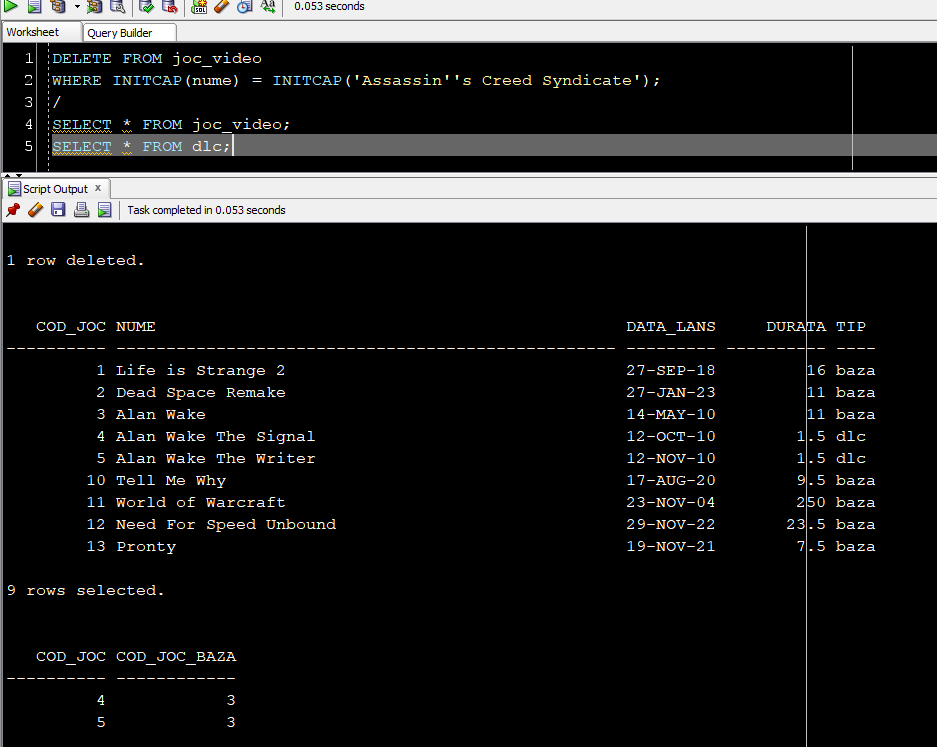 0.053 seconds
Worksheet Query Builder
1 DELETE FROM joc_video
2 WHERE INITCAP(nume) = INITCAP('Assassin''s Creed Syndicate');
3 /
4 SELECT * FROM joc_video;
5 SELECT * FROM dlc;
Script Output x
Task completed in 0.053 seconds
1 row deleted.
COD_JOC NUME DATA_LANS DURATA TIP
---------- -------------------------------------------------- --------- ---------- ----
1 Life is Strange 2 27-SEP-18 16 baza
2 Dead Space Remake 27-JAN-23 11 baza
3 Alan Wake 14-MAY-10 11 baza
4 Alan Wake The Signal 12-OCT-10 1.5 dlc
5 Alan Wake The Writer 12-NOV-10 1.5 dlc
10 Tell Me Why 17-AUG-20 9.5 baza
11 World of Warcraft 23-NOV-04 250 baza
12 Need For Speed Unbound 29-NOV-22 23.5 baza
13 Pronty 19-NOV-21 7.5 baza
9 rows selected.
COD_JOC COD_JOC_BAZA
---------- ------------
4 3
5 3